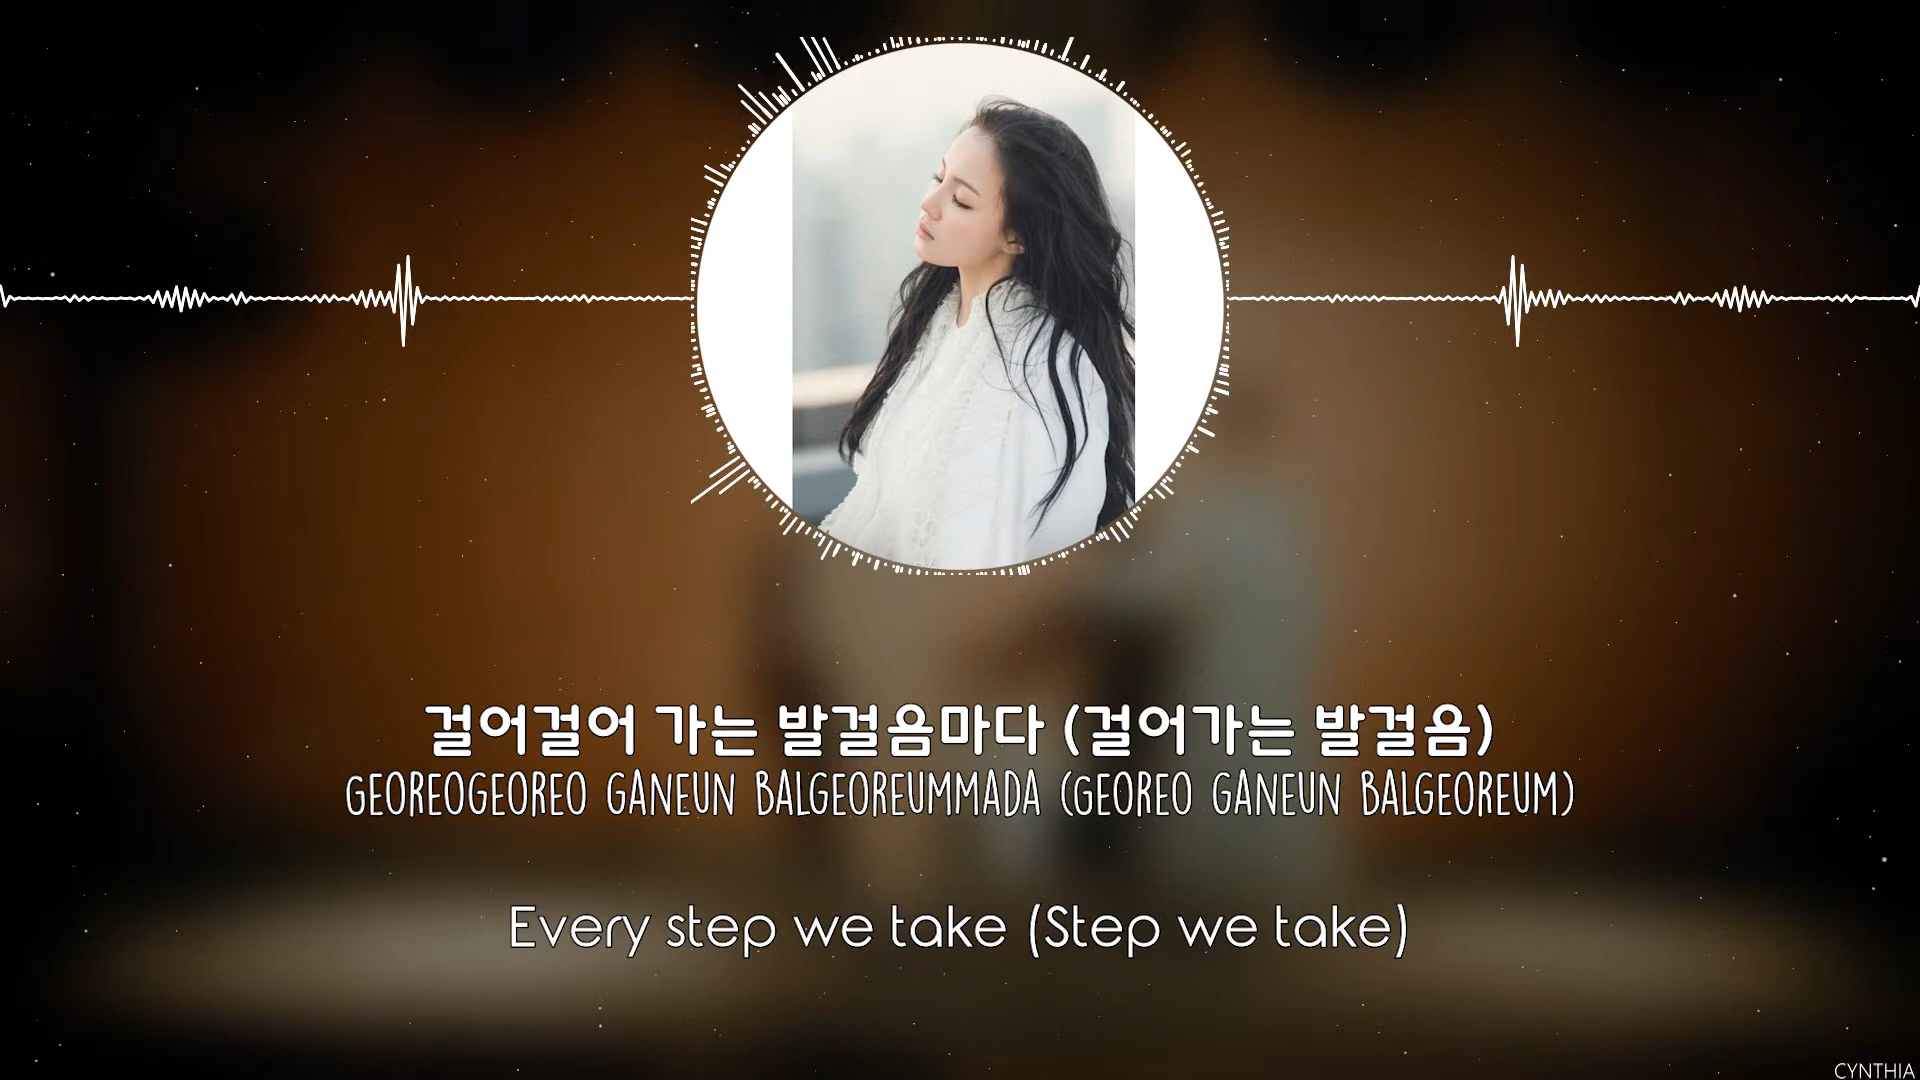 걸어걸어 가는 발걸음마다 (걸어가는 발걸음)
GEOREOGEOREO GANEUN BALGEOREUMMADA (GEOREO GANEUN BALGEOREUM)
Every step we take (Step we take)
CYNTHIA